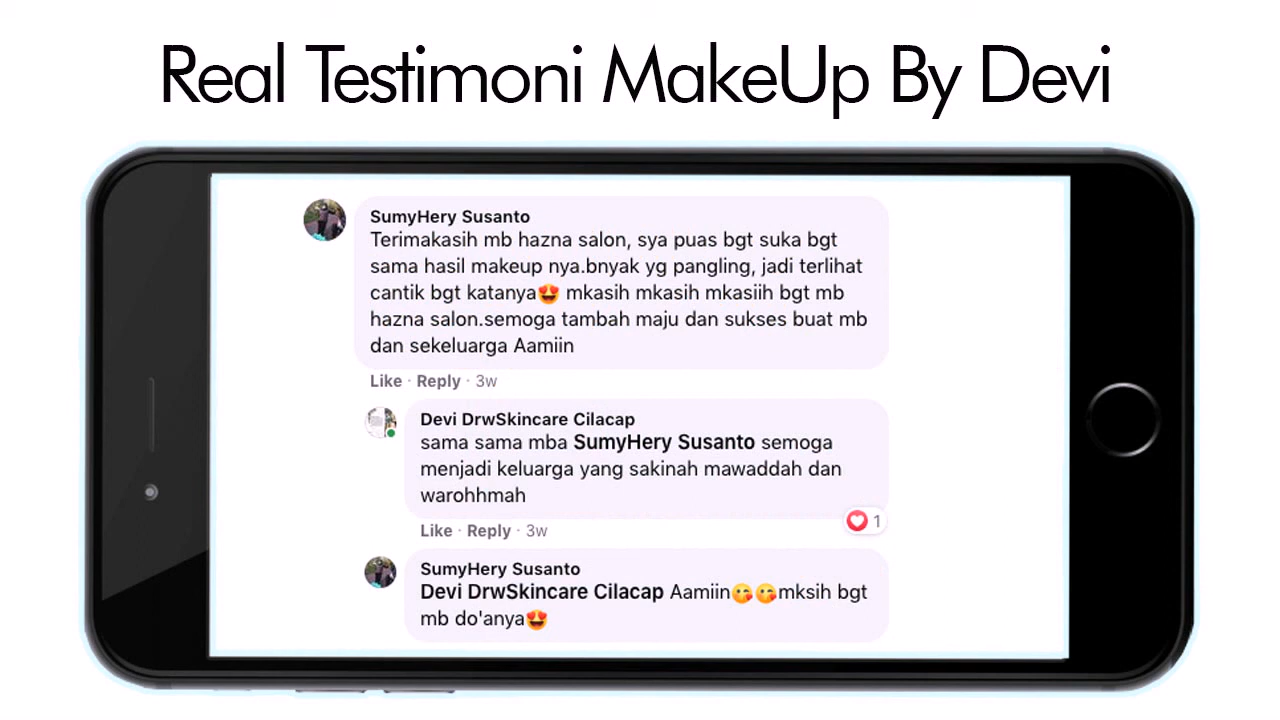 Real Testimoni MakeUp By Devi
SumyHery Susanto
Terimakasih mb hazna salon, sya puas bgt suka bgt
sama hasil makeup nya.bnyak yg pangling, jadi terlihat
cantik bgt katanya😍 mkasih mkasih mkasiih bgt mb
hazna salon.semoga tambah maju dan sukses buat mb
dan sekeluarga Aamiin
Like · Reply · 3w
Devi DrwSkincare Cilacap
sama sama mba SumyHery Susanto semoga
menjadi keluarga yang sakinah mawaddah dan
warohhmah
Like · Reply · 3w
1
SumyHery Susanto
Devi DrwSkincare Cilacap Aamiin😋😋mksih bgt
mb do'anya😍